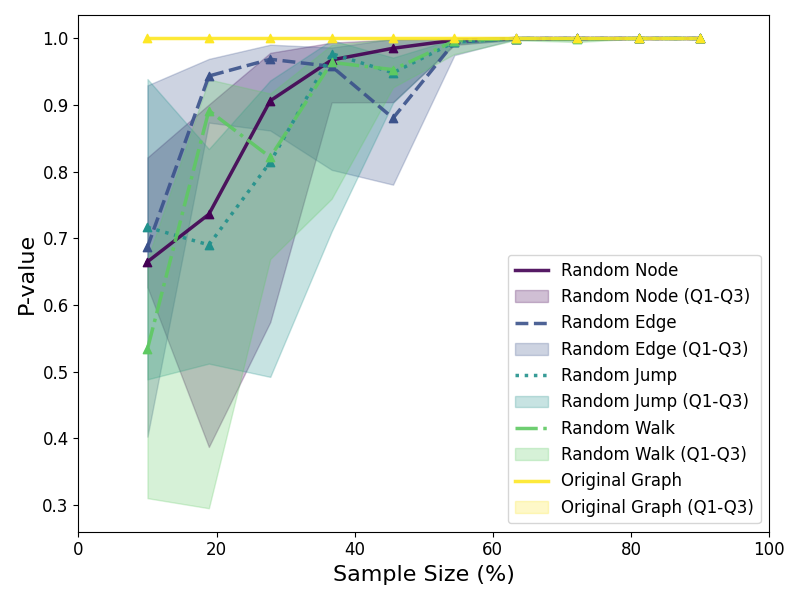 1.0
0.9
0.8
0.7
0.6
0.5
0.4
0.3
P-value
Random Node
Random Node (Q1-Q3)
Random Edge
Random Edge (Q1-Q3)
Random Jump
Random Jump (Q1-Q3)
Random Walk
Random Walk (Q1-Q3)
Original Graph
Original Graph (Q1-Q3)
0 20 40 60 80 100
Sample Size (%)